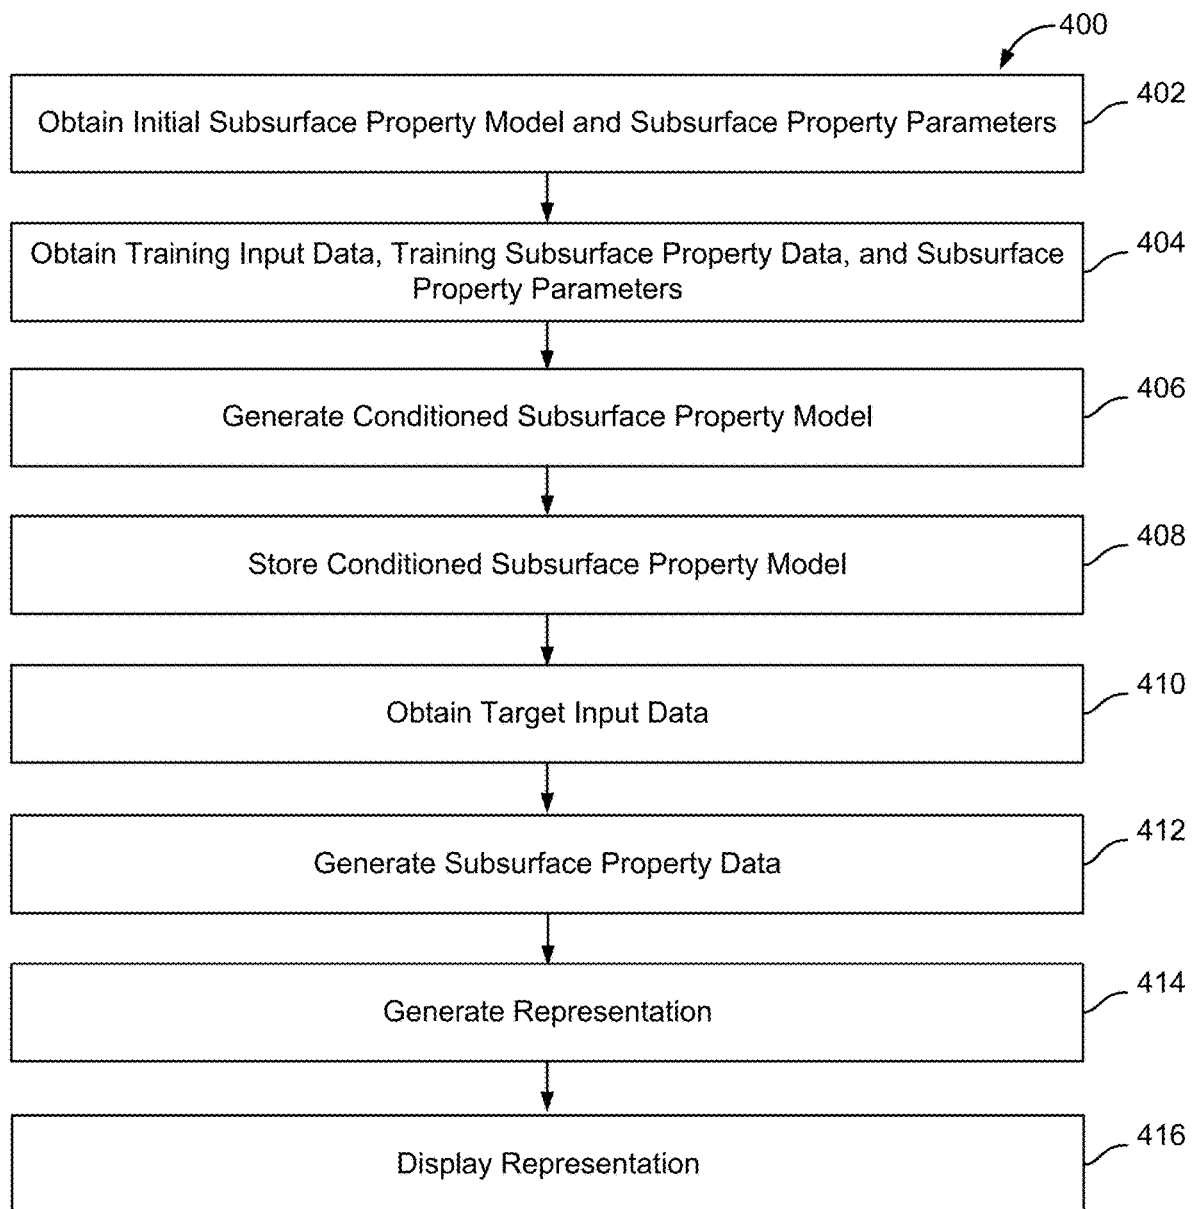 400
Obtain Initial Subsurface Property Model and Subsurface Property Parameters
402
Obtain Training Input Data, Training Subsurface Property Data, and Subsurface
Property Parameters
404
Generate Conditioned Subsurface Property Model
406
Store Conditioned Subsurface Property Model
408
Obtain Target Input Data
410
Generate Subsurface Property Data
412
Generate Representation
414
Display Representation
416